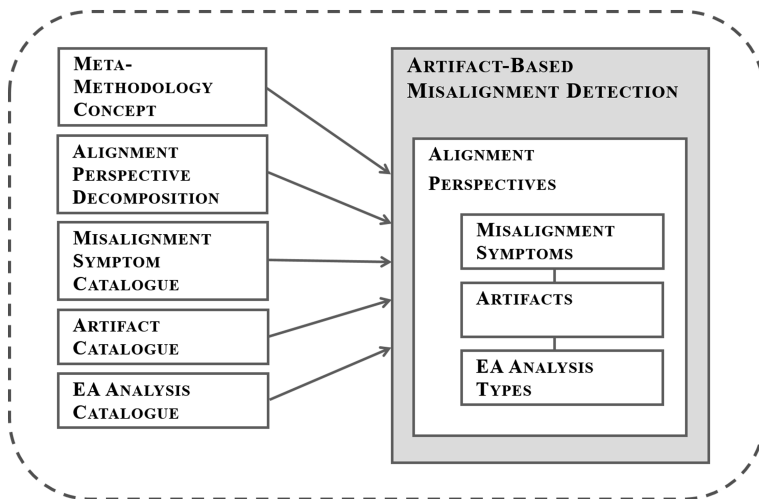 META-
METHODOLOGY
CONCEPT
ALIGNMENT
PERSPECTIVE
DECOMPOSITION
MISALIGNMENT
SYMPTOM
CATALOGUE
ARTIFACT
CATALOGUE
EA ANALYSIS
CATALOGUE
ARTIFACT-BASED
MISALIGNMENT DETECTION
ALIGNMENT
PERSPECTIVES
MISALIGNMENT
SYMPTOMS
ARTIFACTS
EA ANALYSIS
TYPES